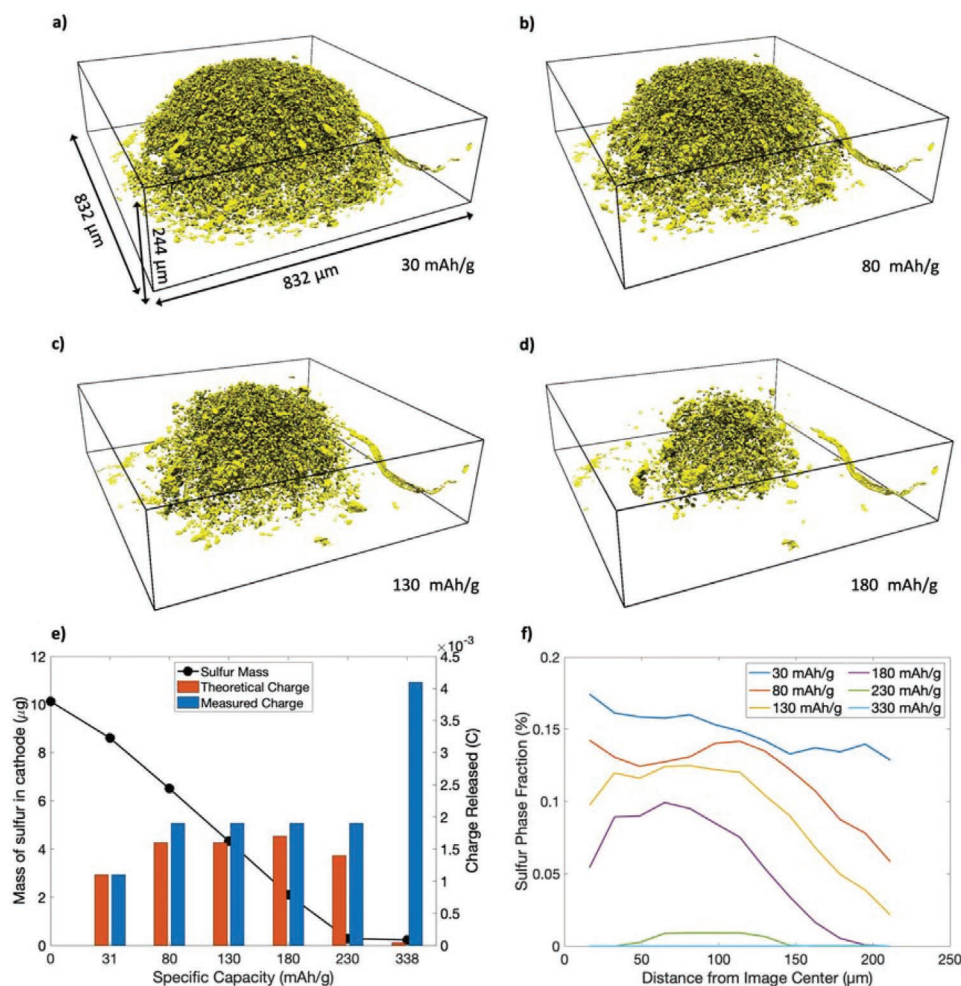 a)
b)
832 µm
244 µm
832 µm
30 mAh/g
80 mAh/g
c)
d)
130 mAh/g
180 mAh/g
e)
×10⁻³
12
10
8
6
4
2
0
Mass of sulfur in cathode (µg)
Sulfur Mass
Theoretical Charge
Measured Charge
4.5
4
3.5
3
2.5
2
1.5
1
0.5
0
Charge Released (C)
0 31 80 130 180 230 338
Specific Capacity (mAh/g)
f)
0.2
0.15
0.1
0.05
0
Sulfur Phase Fraction (%)
30 mAh/g 180 mAh/g
80 mAh/g 230 mAh/g
130 mAh/g 330 mAh/g
0 50 100 150 200 250
Distance from Image Center (µm)